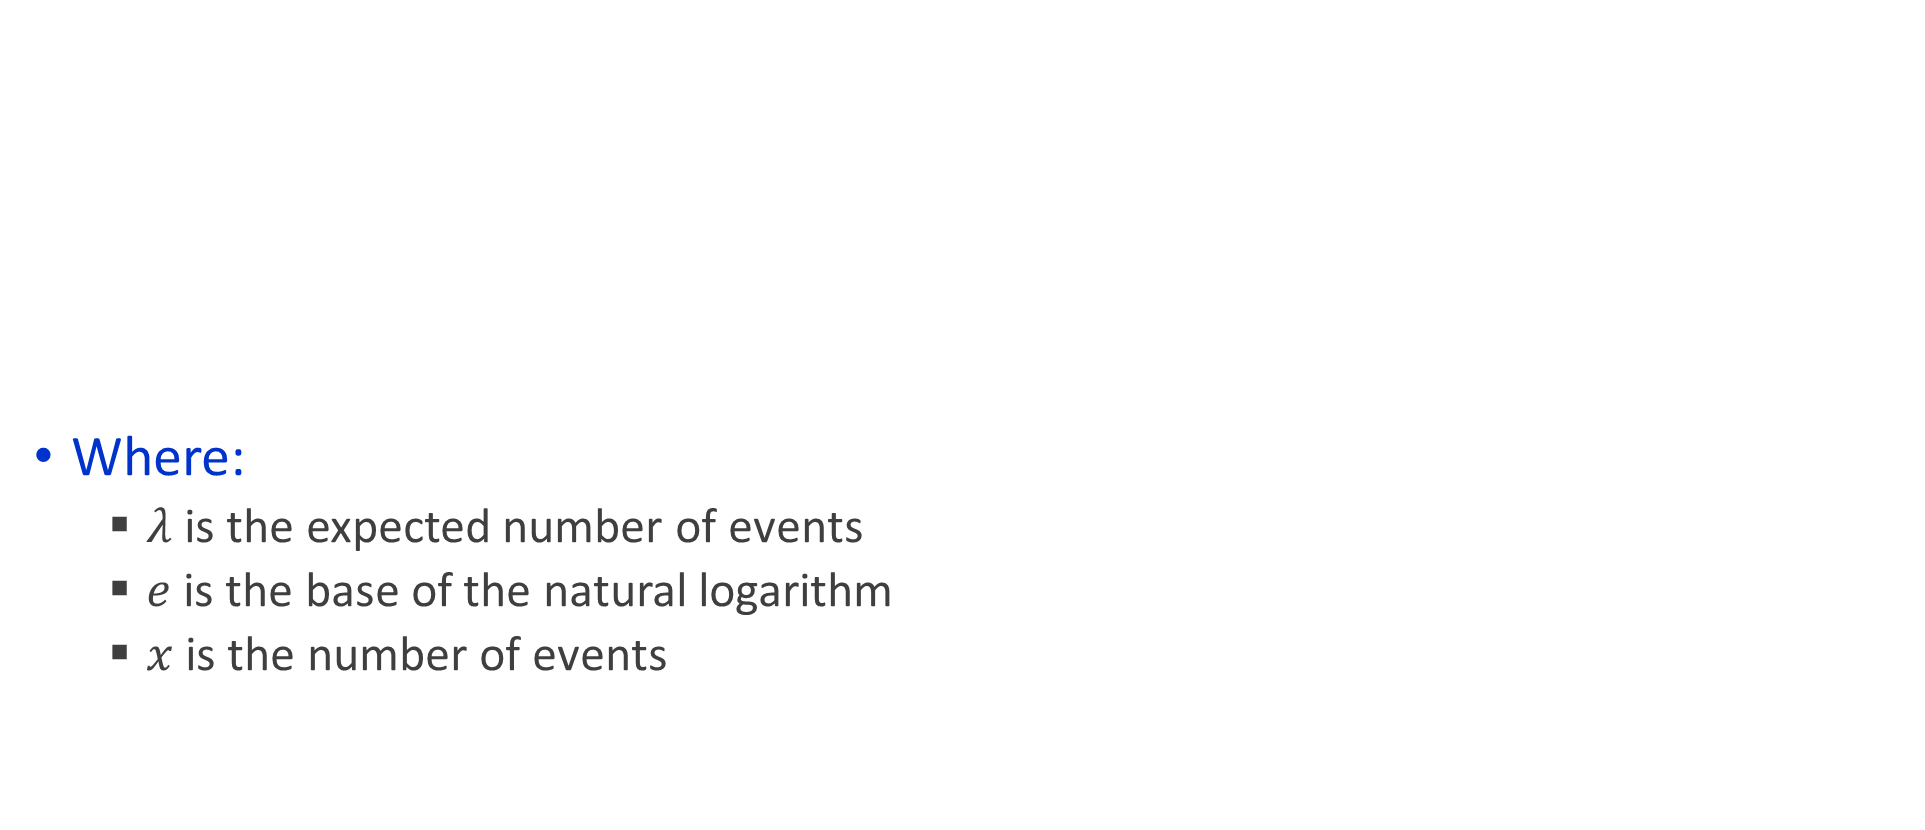 • Where:
▪ λ is the expected number of events
▪ e is the base of the natural logarithm
▪ x is the number of events